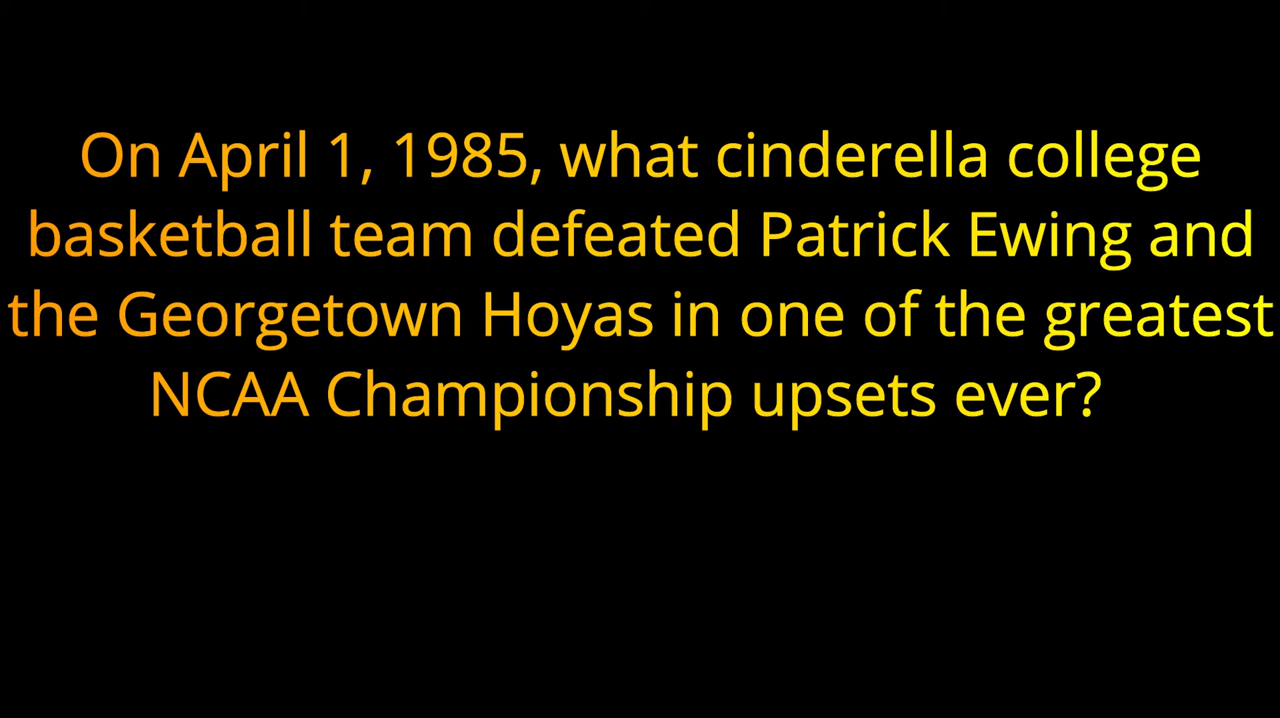 On April 1, 1985, what cinderella college
basketball team defeated Patrick Ewing and
the Georgetown Hoyas in one of the greatest
NCAA Championship upsets ever?